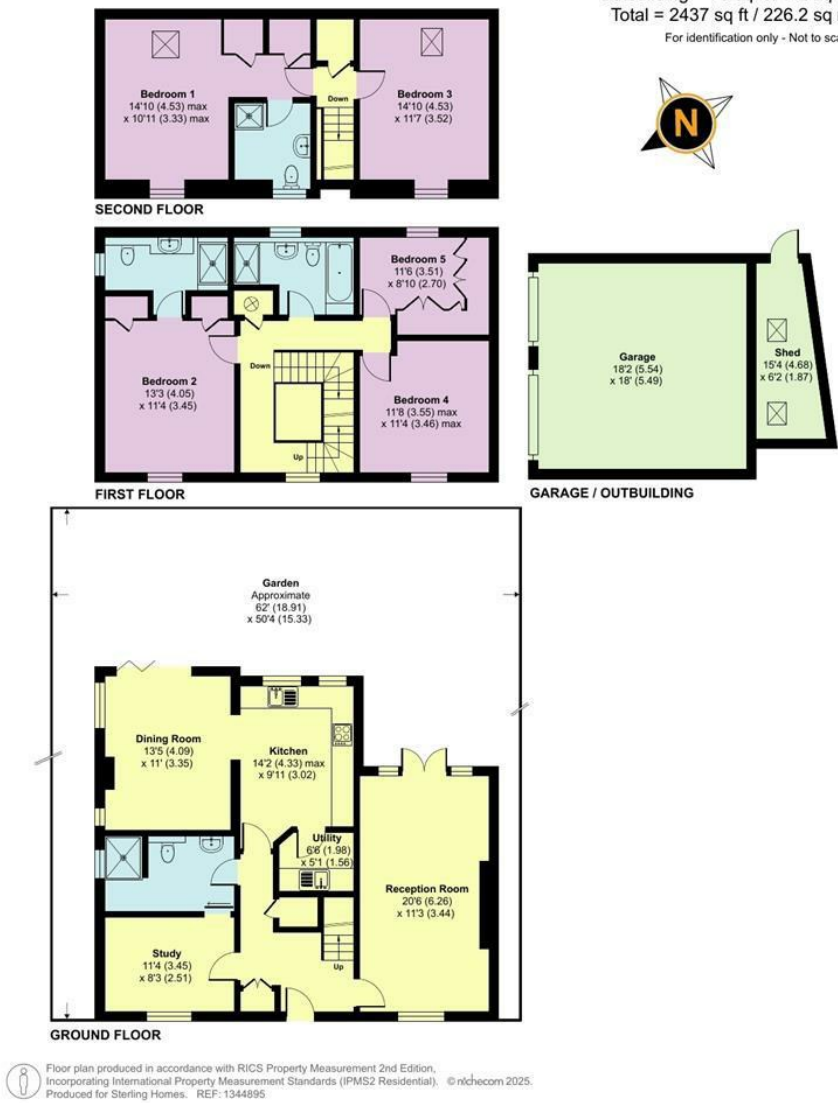 Total = 2437 sq ft / 226.2 sq
For identification only - Not to
N
Bedroom 1
14'10 (4.53) max
x 10'11 (3.33) max
Down
Bedroom 3
14'10 (4.53)
x 11'7 (3.52)
SECOND FLOOR
Bedroom 5
11'6 (3.51)
x 8'10 (2.70)
Bedroom 2
13'3 (4.05)
x 11'4 (3.45)
Down
Up
Bedroom 4
11'8 (3.55) max
x 11'4 (3.46) max
FIRST FLOOR
Garage
18'2 (5.54)
x 18' (5.49)
Shed
15'4 (4.68)
x 6'2 (1.87)
GARAGE / OUTBUILDING
Garden
Approximate
62' (18.91)
x 50'4 (15.33)
Dining Room
13'5 (4.09)
x 11' (3.35)
Kitchen
14'2 (4.33) max
x 9'11 (3.02)
Utility
6'6 (1.98)
x 5'1 (1.56)
Reception Room
20'6 (6.26)
x 11'3 (3.44)
Study
11'4 (3.45)
x 8'3 (2.51)
Up
GROUND FLOOR
Floor plan produced in accordance with RICS Property Measurement 2nd Edition,
Incorporating International Property Measurement Standards (IPMS2 Residential). © nichecom 2025.
Produced for Sterling Homes. REF: 1344895